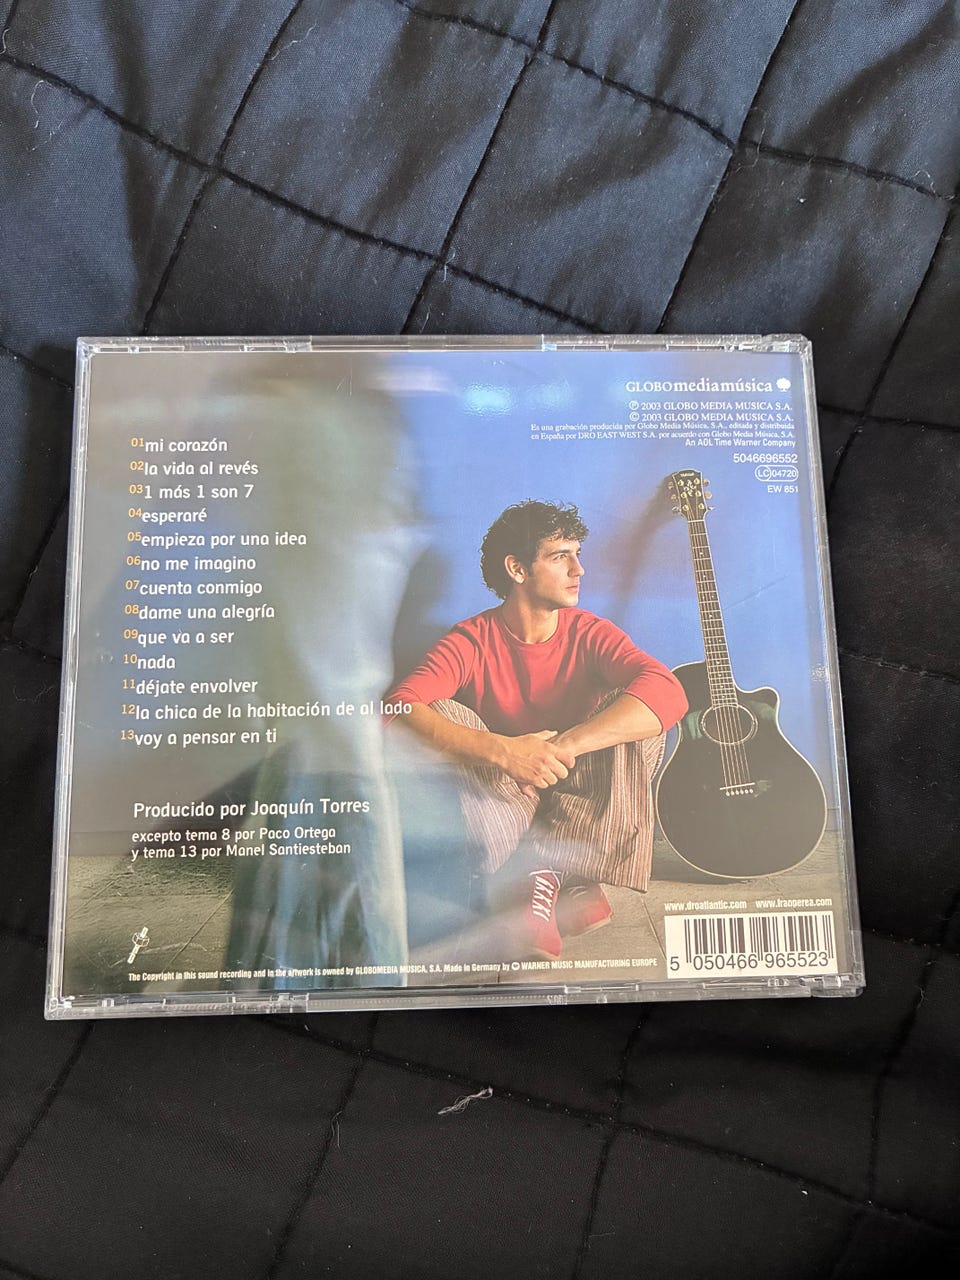 GLOBOmediamúsica
℗ 2003 GLOBO MEDIA MUSICA S.A.
© 2003 GLOBO MEDIA MUSICA S.A.
Es una grabación producida por Globo Media Música, S.A., editada y distribuida
en España por DRO EAST WEST S.A. por acuerdo con Globo Media Música, S.A.
An AOL Time Warner Company
5046696552
LC 04720
EW 851
01 mi corazón
02 la vida al revés
03 1 más 1 son 7
04 esperaré
05 empieza por una idea
06 no me imagino
07 cuenta conmigo
08 dame una alegría
09 que va a ser
10 nada
11 déjate envolver
12 la chica de la habitación de al lado
13 voy a pensar en ti
Producido por Joaquín Torres
excepto tema 8 por Paco Ortega
y tema 13 por Manel Santiesteban
www.droatlantic.com www.franperea.com
The Copyright in this sound recording and in the artwork is owned by GLOBOMEDIA MUSICA, S.A. Made in Germany by WARNER MUSIC MANUFACTURING EUROPE
5 050466 965523